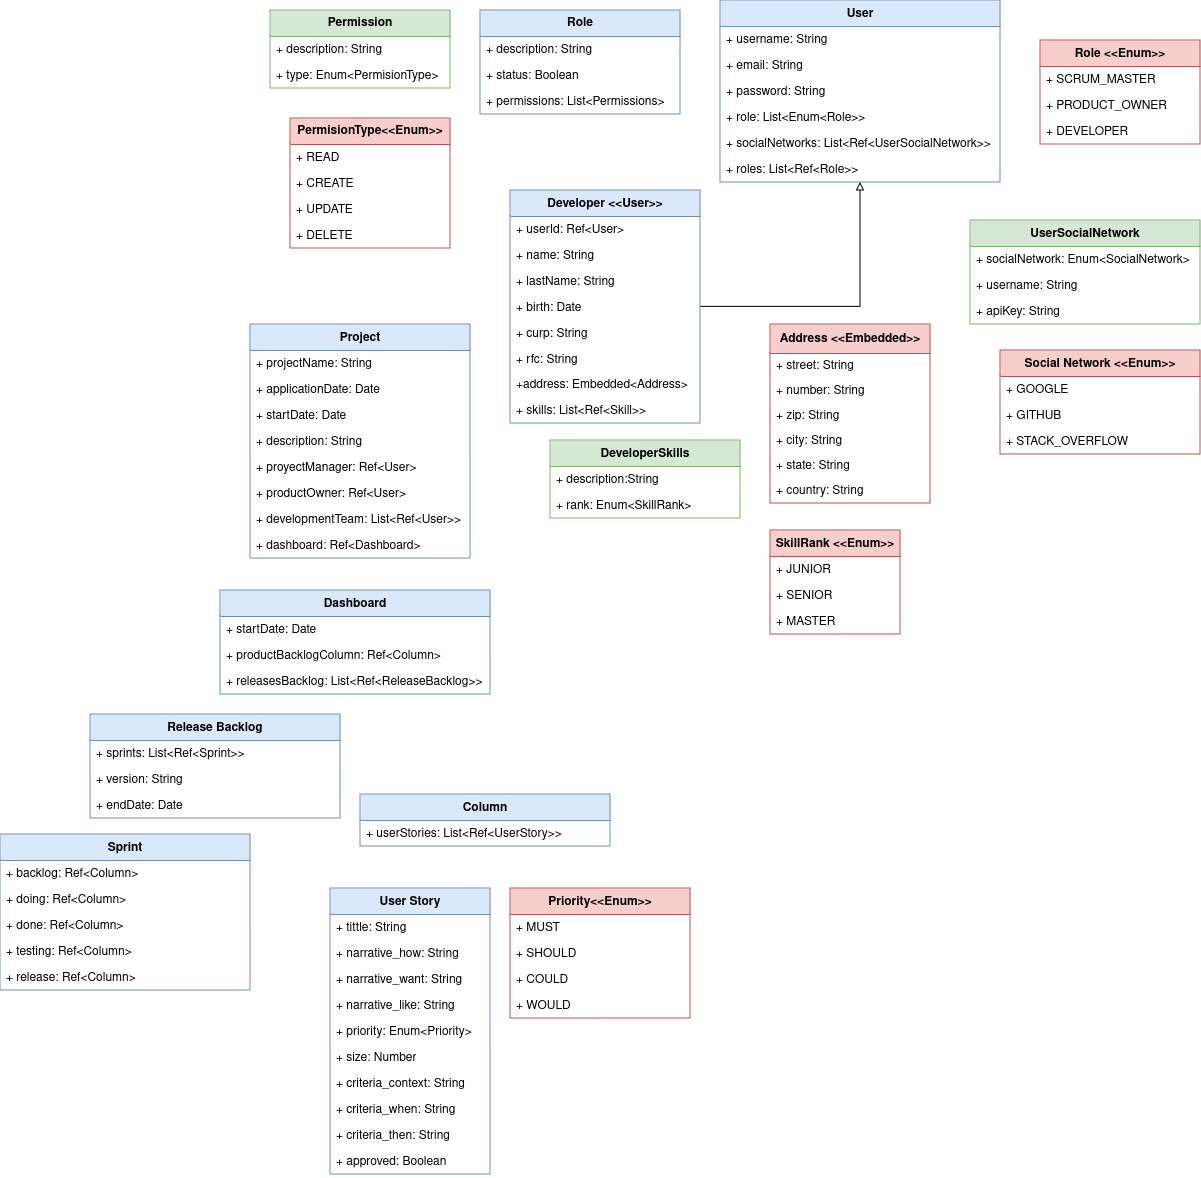 Permission
+ description: String
+ type: Enum<PermisionType>
Role
+ description: String
+ status: Boolean
+ permissions: List<Permissions>
User
+ username: String
+ email: String
+ password: String
+ role: List<Enum<Role>>
+ socialNetworks: List<Ref<UserSocialNetwork>>
+ roles: List<Ref<Role>>
Role <<Enum>>
+ SCRUM_MASTER
+ PRODUCT_OWNER
+ DEVELOPER
PermisionType<<Enum>>
+ READ
+ CREATE
+ UPDATE
+ DELETE
Developer <<User>>
+ userId: Ref<User>
+ name: String
+ lastName: String
+ birth: Date
+ curp: String
+ rfc: String
+address: Embedded<Address>
+ skills: List<Ref<Skill>>
UserSocialNetwork
+ socialNetwork: Enum<SocialNetwork>
+ username: String
+ apiKey: String
Project
+ projectName: String
+ applicationDate: Date
+ startDate: Date
+ description: String
+ proyectManager: Ref<User>
+ productOwner: Ref<User>
+ developmentTeam: List<Ref<User>>
+ dashboard: Ref<Dashboard>
Address <<Embedded>>
+ street: String
+ number: String
+ zip: String
+ city: String
+ state: String
+ country: String
Social Network <<Enum>>
+ GOOGLE
+ GITHUB
+ STACK_OVERFLOW
DeveloperSkills
+ description:String
+ rank: Enum<SkillRank>
SkillRank <<Enum>>
+ JUNIOR
+ SENIOR
+ MASTER
Dashboard
+ startDate: Date
+ productBacklogColumn: Ref<Column>
+ releasesBacklog: List<Ref<ReleaseBacklog>>
Release Backlog
+ sprints: List<Ref<Sprint>>
+ version: String
+ endDate: Date
Column
+ userStories: List<Ref<UserStory>>
Sprint
+ backlog: Ref<Column>
+ doing: Ref<Column>
+ done: Ref<Column>
+ testing: Ref<Column>
+ release: Ref<Column>
User Story
+ tittle: String
+ narrative_how: String
+ narrative_want: String
+ narrative_like: String
+ priority: Enum<Priority>
+ size: Number
+ criteria_context: String
+ criteria_when: String
+ criteria_then: String
+ approved: Boolean
Priority<<Enum>>
+ MUST
+ SHOULD
+ COULD
+ WOULD